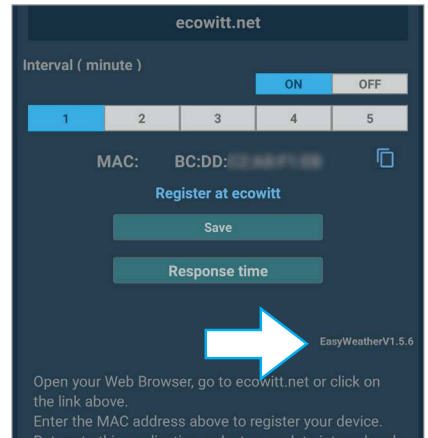 ecowitt.net
Interval ( minute )
ON OFF
1 2 3 4 5
MAC: BC:DD:
Register at ecowitt
Save
Response time
EasyWeatherV1.5.6
Open your Web Browser, go to ecowitt.net or click on
the link above.
Enter the MAC address above to register your device.